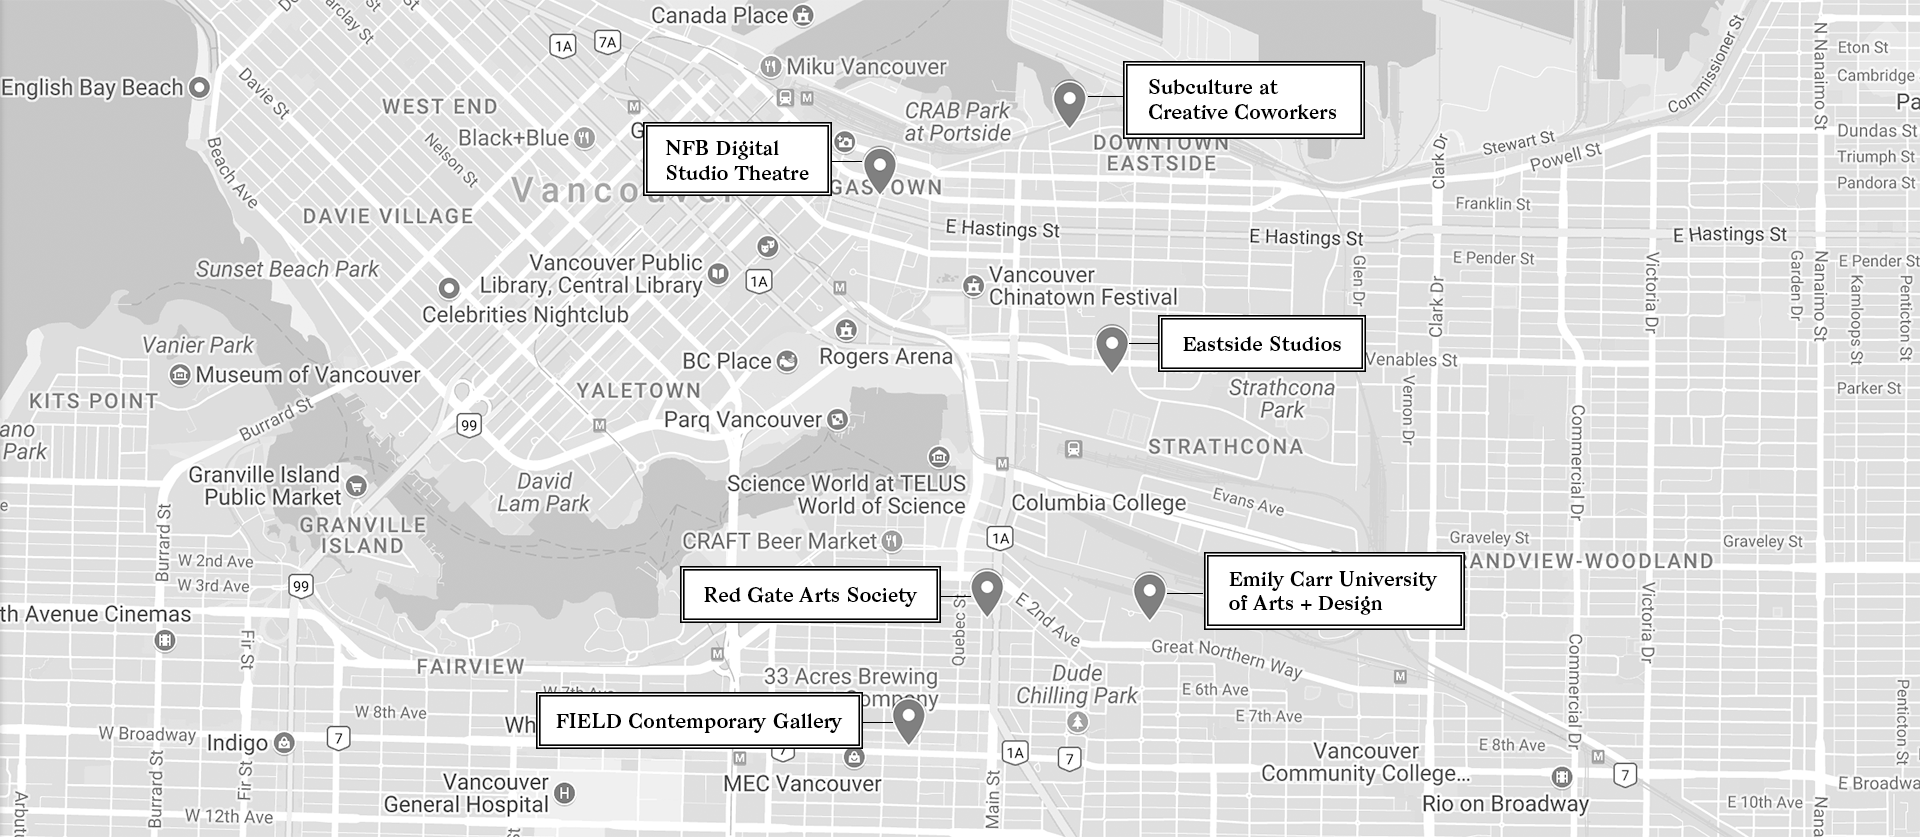 Canada Place
1A
7A
Miku Vancouver
English Bay Beach
Davie St
WEST END
Black+Blue
Nelson St
CRAB Park
at Portside
Subculture at
Creative Coworkers
DOWNTOWN
EASTSIDE
NFB Digital
Studio Theatre
GASTOWN
Vancouver
Beach Ave
DAVIE VILLAGE
Commissioner St
N Nanaimo St
Eton St
Cambridge
Pa
Dundas St
Triumph St
Pandora St
Stewart St
Powell St
Clark Dr
Franklin St
E Hastings St
E Hastings St
E Hastings St
E Pender St
E Pender St
Sunset Beach Park
Vancouver Public
Library, Central Library
1A
Vancouver
Chinatown Festival
Celebrities Nightclub
Glen Dr
Clark Dr
Victoria Dr
Garden Dr
Nanaimo St
Kamloops St
Penticton St
Vanier Park
Museum of Vancouver
BC Place
Rogers Arena
Eastside Studios
Venables St
KITS POINT
Burrard St
YALETOWN
Strathcona
Park
Vernon Dr
Parker St
ano
Park
99
Parq Vancouver
STRATHCONA
Commercial Dr
Granville Island
Public Market
David
Lam Park
Science World at TELUS
World of Science
Columbia College
Evans Ave
GRANVILLE
ISLAND
Burrard St
CRAFT Beer Market
1A
Graveley St
Graveley St
RANDVIEW-WOODLAND
W 2nd Ave
W 3rd Ave
99
Red Gate Arts Society
Emily Carr University
of Arts + Design
th Avenue Cinemas
Fir St
Quebec St
E 2nd Ave
Great Northern Way
Commercial Dr
Victoria Dr
FAIRVIEW
33 Acres Brewing
Company
Dude
Chilling Park
E 6th Ave
W 7th Ave
W 8th Ave
FIELD Contemporary Gallery
Wh
E 7th Ave
Penticton St
W Broadway
Indigo
7
7
1A
7
E 8th Ave
Burrard St
Fir St
Vancouver
General Hospital
H
MEC Vancouver
Main St
Vancouver
Community College...
7
Rio on Broadway
E Broadwa
E 10th Ave
Arbut
W 12th Ave
St
Nana